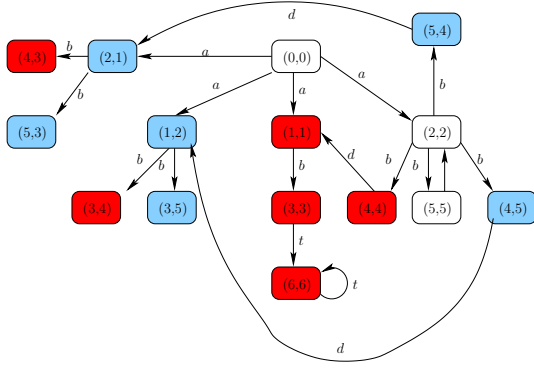 d
(5,4)
(4,3) b (2,1) a (0,0)
a a a b
b
(5,3) (1,2) (1,1) (2,2)
b b b d b b b
(3,4) (3,5) (3,3) (4,4) (5,5) (4,5)
t
(6,6) t
d